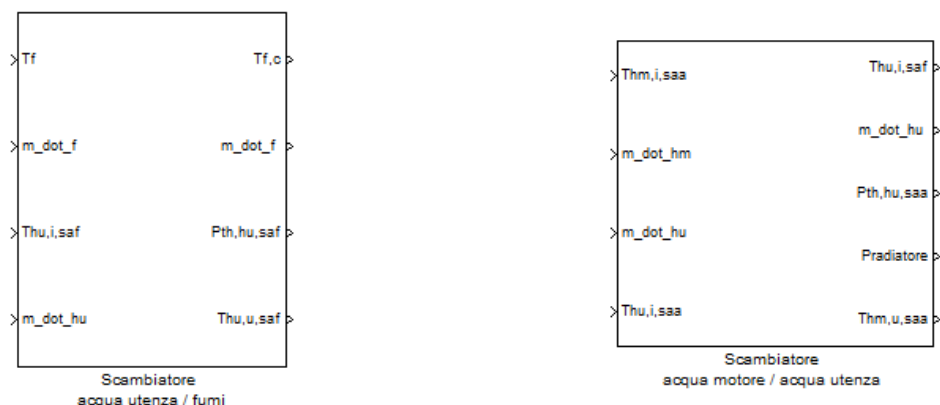 Tf
Tf,c
m_dot_f
m_dot_f
Thu,i,saf
Pth,hu,saf
m_dot_hu
Thu,u,saf
Scambiatore
acqua utenza / fumi
Thm,i,saa
Thu,i,saf
m_dot_hm
m_dot_hu
Pth,hu,saa
m_dot_hu
Pradiatore
Thu,i,saa
Thm,u,saa
Scambiatore
acqua motore / acqua utenza